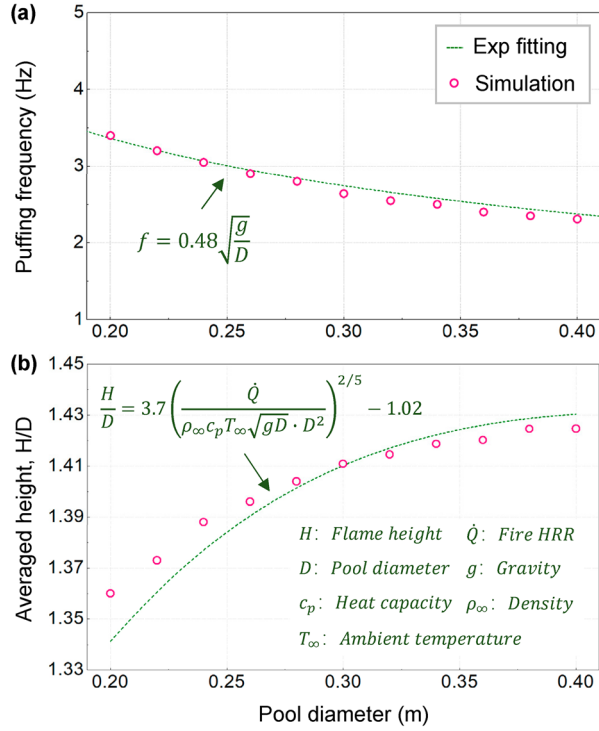 (a)
5
4
3
2
1
Puffing frequency (Hz)
Exp fitting
Simulation
f = 0.48√(g/D)
0.20 0.25 0.30 0.35 0.40
(b)
1.45
1.43
1.41
1.39
1.37
1.35
1.33
Averaged height, H/D
H/D = 3.7(Q̇/(ρ∞cpT∞√(gD) · D²))^(2/5) − 1.02
H: Flame height Q̇: Fire HRR
D: Pool diameter g: Gravity
cp: Heat capacity ρ∞: Density
T∞: Ambient temperature
0.20 0.25 0.30 0.35 0.40
Pool diameter (m)